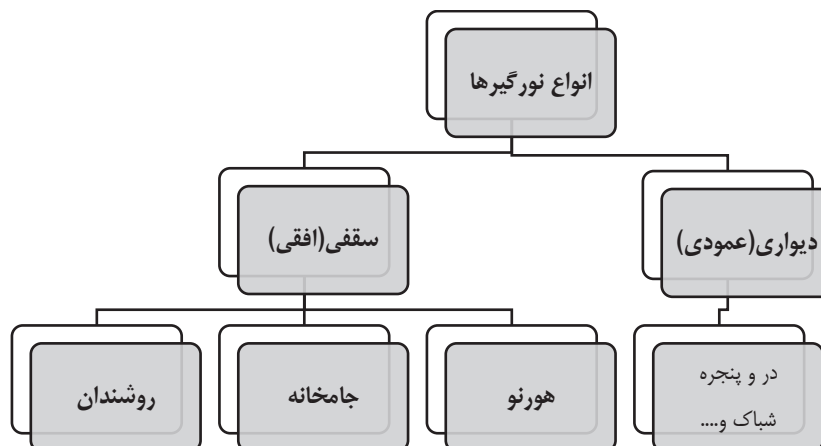 انواع نورگیرها
دیواری(عمودی)
سقفی(افقی)
در و پنجره
شباک و....
هورنو
جامخانه
روشندان